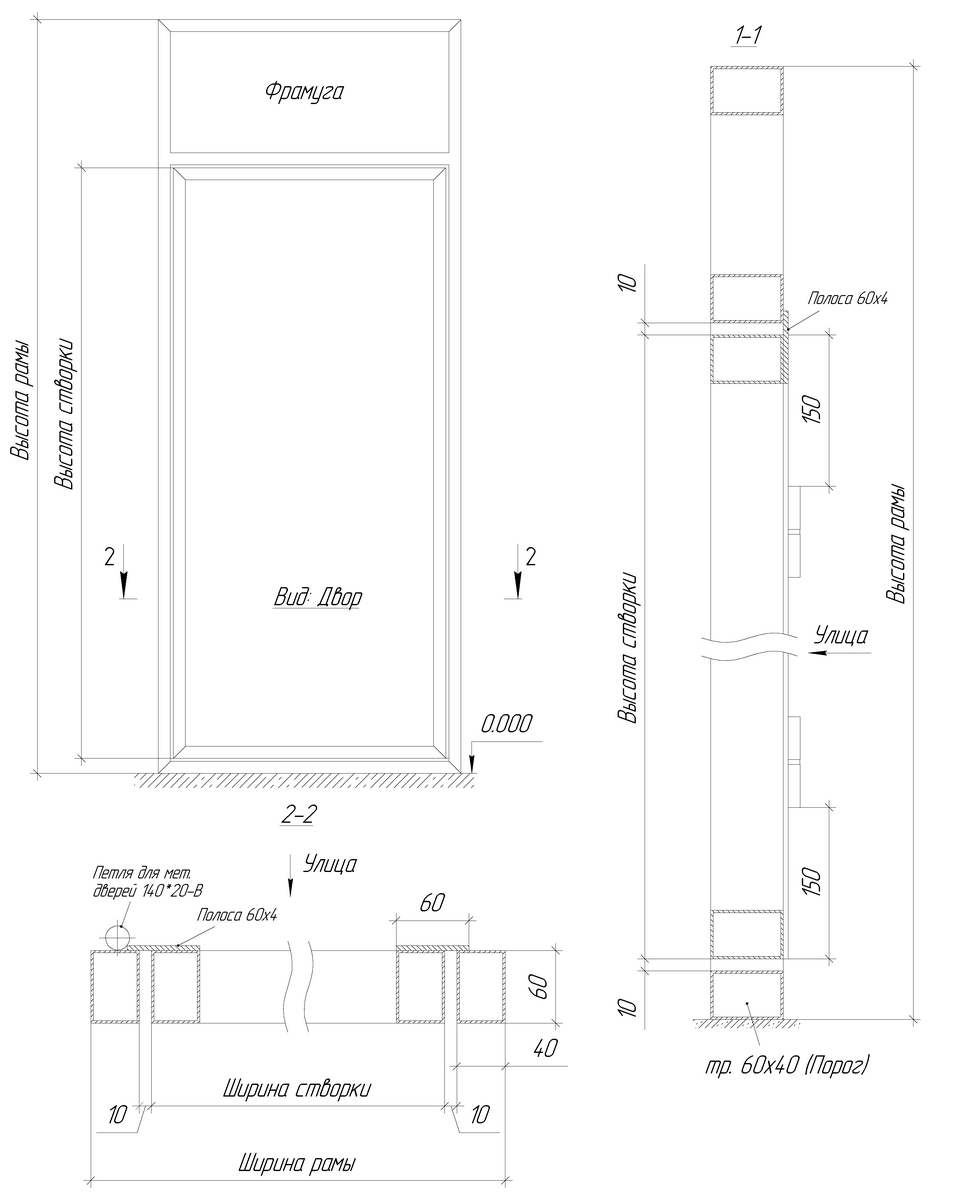 Фрамуга
Высота рамы
Высота створки
2
2
Вид: Двор
0.000
1-1
10
Полоса 60х4
150
Высота рамы
Высота створки
Улица
150
10
тр. 60х40 (Порог)
2-2
Улица
Петля для мет.
дверей 140*20-В
Полоса 60х4
60
60
40
Ширина створки
10
10
Ширина рамы